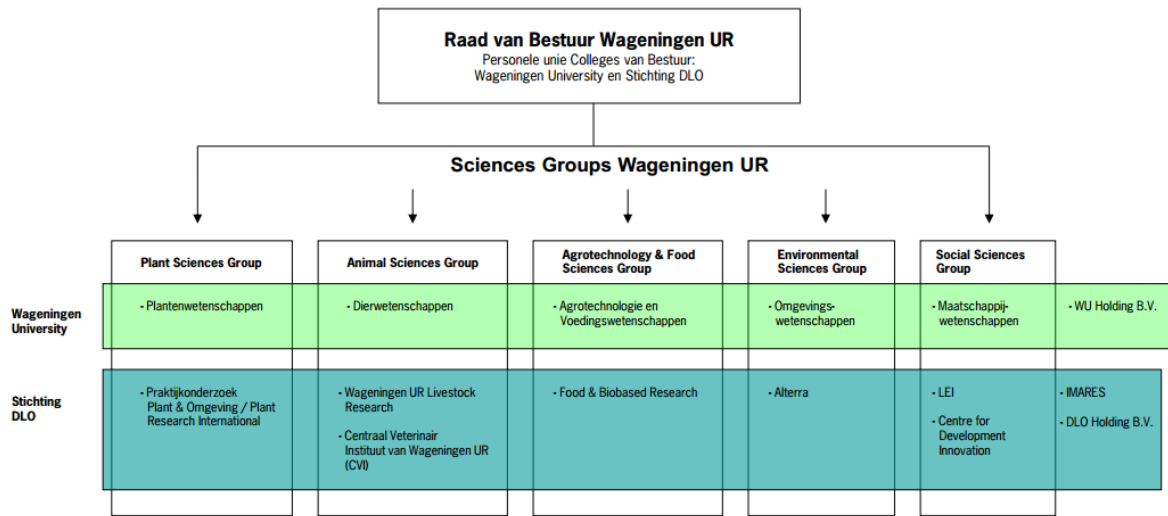 Raad van Bestuur Wageningen UR
Personele unie Colleges van Bestuur:
Wageningen University en Stichting DLO
Sciences Groups Wageningen UR
Plant Sciences Group
Animal Sciences Group
Agrotechnology & Food
Sciences Group
Environmental
Sciences Group
Social Sciences
Group
Wageningen
University
- Plantenwetenschappen
- Dierwetenschappen
- Agrotechnologie en
Voedingswetenschappen
- Omgevings-
wetenschappen
- Maatschappij-
wetenschappen
- WU Holding B.V.
Stichting
DLO
- Praktijkonderzoek
Plant & Omgeving / Plant
Research International
- Wageningen UR Livestock
Research
- Centraal Veterinair
Instituut van Wageningen UR
(CVI)
- Food & Biobased Research
- Alterra
- LEI
- Centre for
Development
Innovation
- IMARES
- DLO Holding B.V.